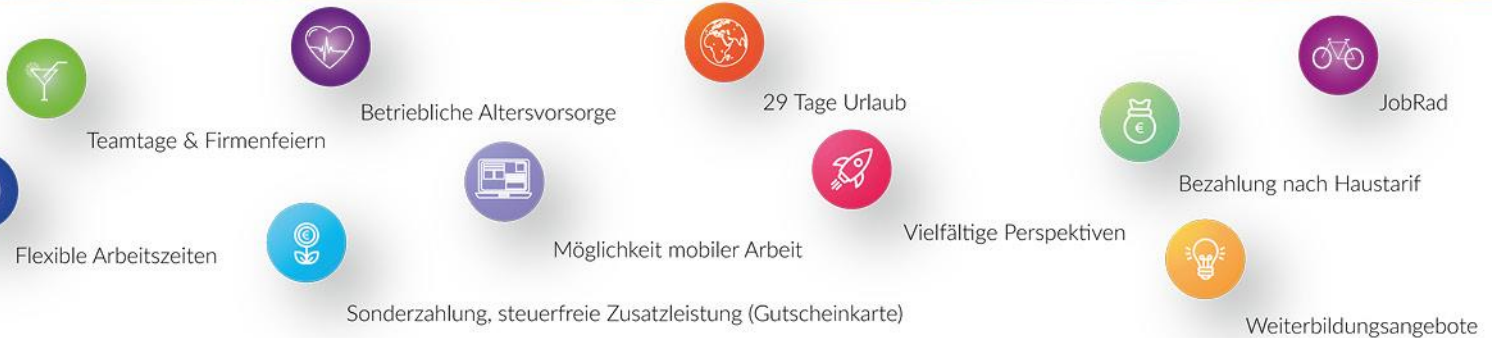 29 Tage Urlaub
JobRad
Betriebliche Altersvorsorge
Teamtage & Firmenfeiern
Bezahlung nach Haustarif
Vielfältige Perspektiven
Möglichkeit mobiler Arbeit
Flexible Arbeitszeiten
Sonderzahlung, steuerfreie Zusatzleistung (Gutscheinkarte)
Weiterbildungsangebote